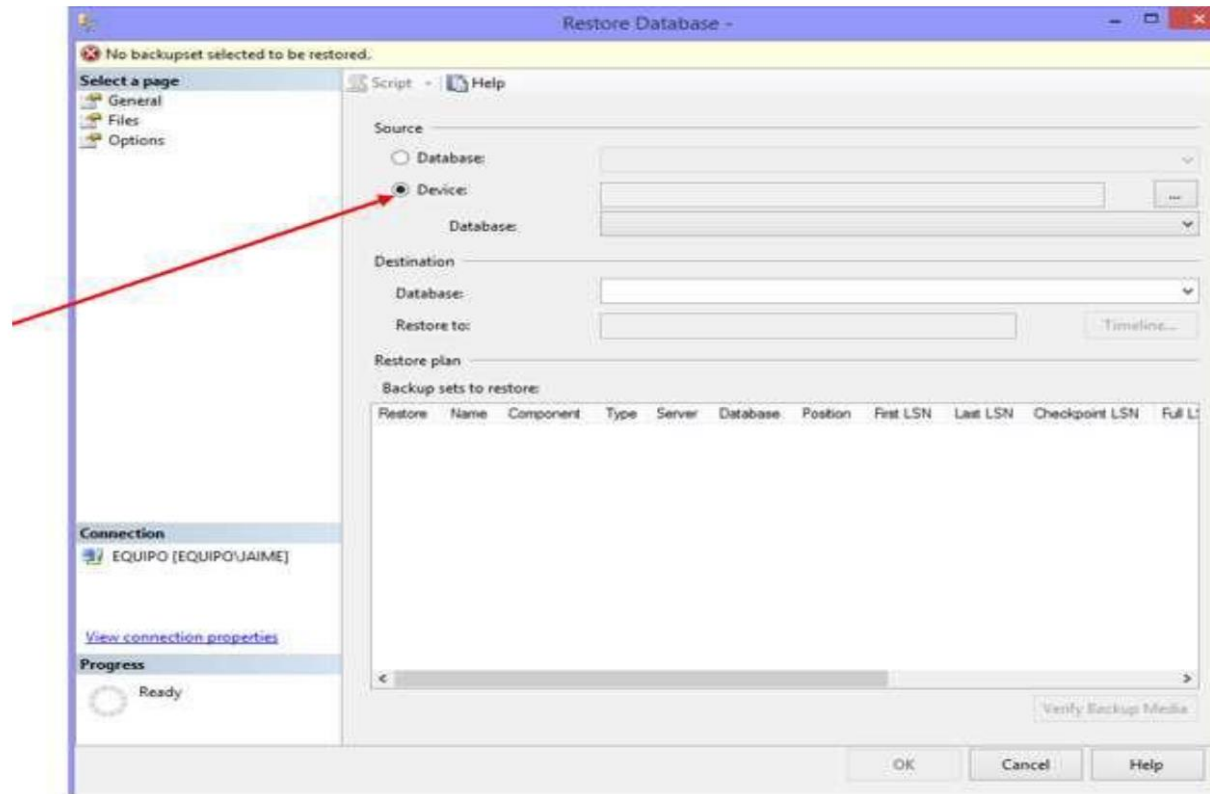 Restore Database -
No backupset selected to be restored.
Select a page
General
Files
Options
Script
Help
Source
Database:
Device:
...
Database:
Destination
Database:
Restore to:
Timeline...
Restore plan
Backup sets to restore:
Restore Name Component Type Server Database Position First LSN Last LSN Checkpoint LSN Full LS
Connection
EQUIPO [EQUIPO\JAIME]
View connection properties
Progress
Ready
Verify Backup Media
OK
Cancel
Help